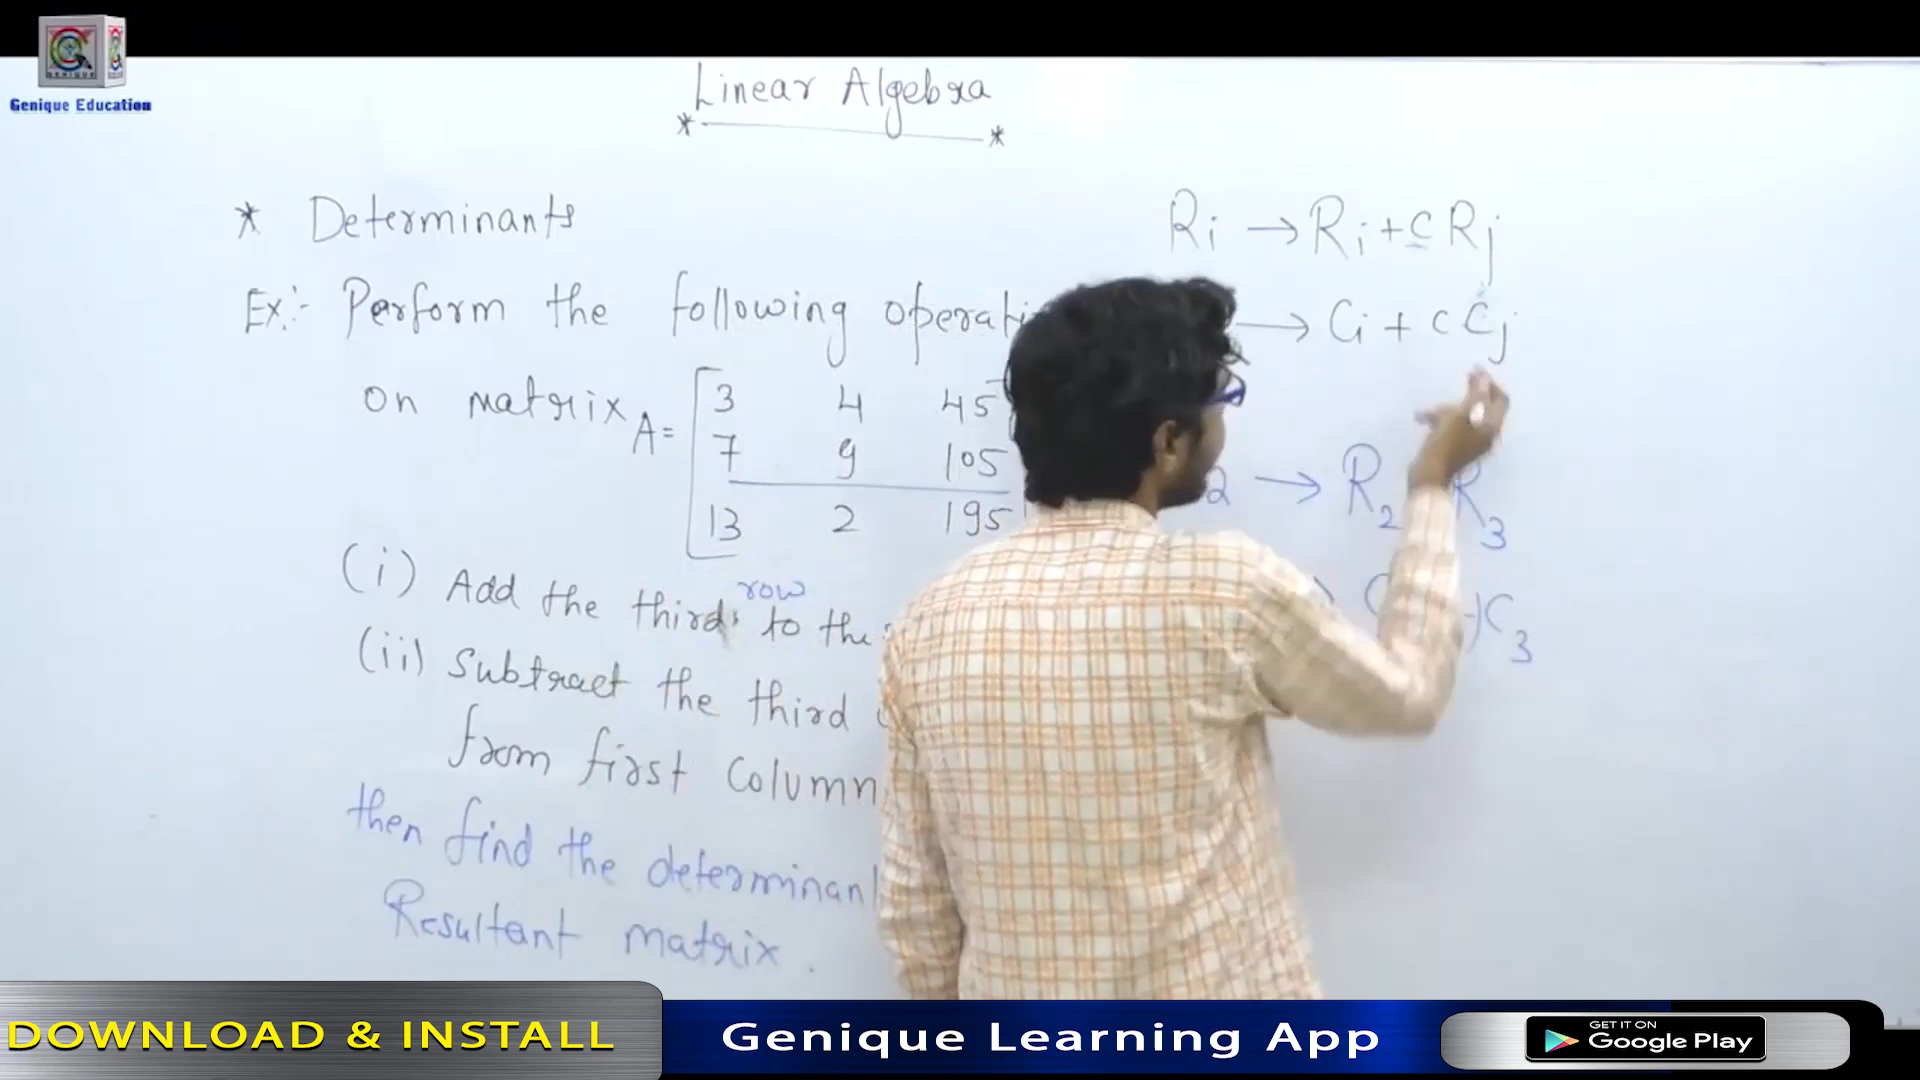 GENIQUE
Genique Education
Linear Algebra
* *
* Determinants
Ri → Ri + c Rj
Ex:- Perform the following operati
→ Ci + c Cj
on matrix A =
3 4 45
7 9 105
13 2 195
2 → R2 R3
(i) Add the third row to the
C3
(ii) Subtract the third
from first Column
then find the determinant
Resultant matrix.
DOWNLOAD & INSTALL
Genique Learning App
GET IT ON
Google Play